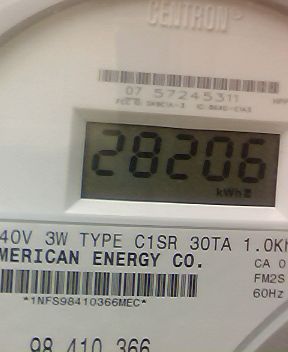 CENTRON®
07 57245311
28206
kWh
40V 3W TYPE C1SR 30TA 1.0Kh
MERICAN ENERGY CO.
CA 0
FM2S
*1NFS98410366MEC*
60Hz
98 410 366